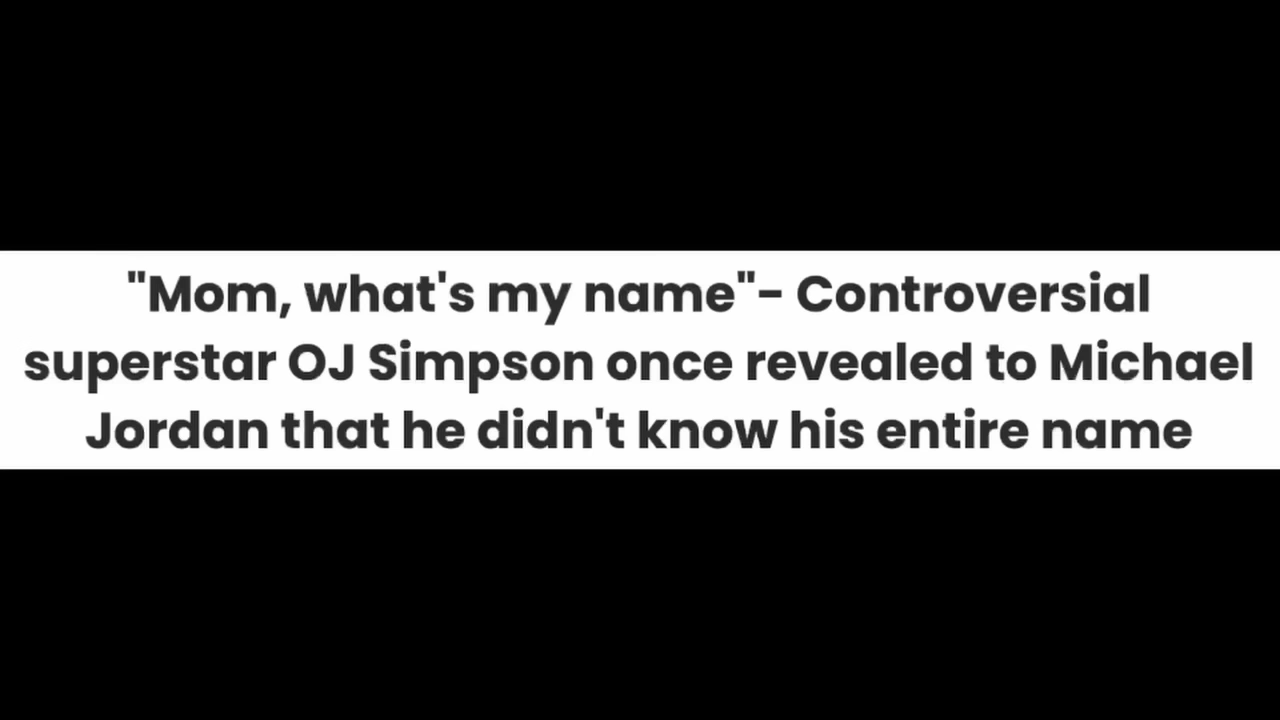 "Mom, what's my name"- Controversial
superstar OJ Simpson once revealed to Michael
Jordan that he didn't know his entire name